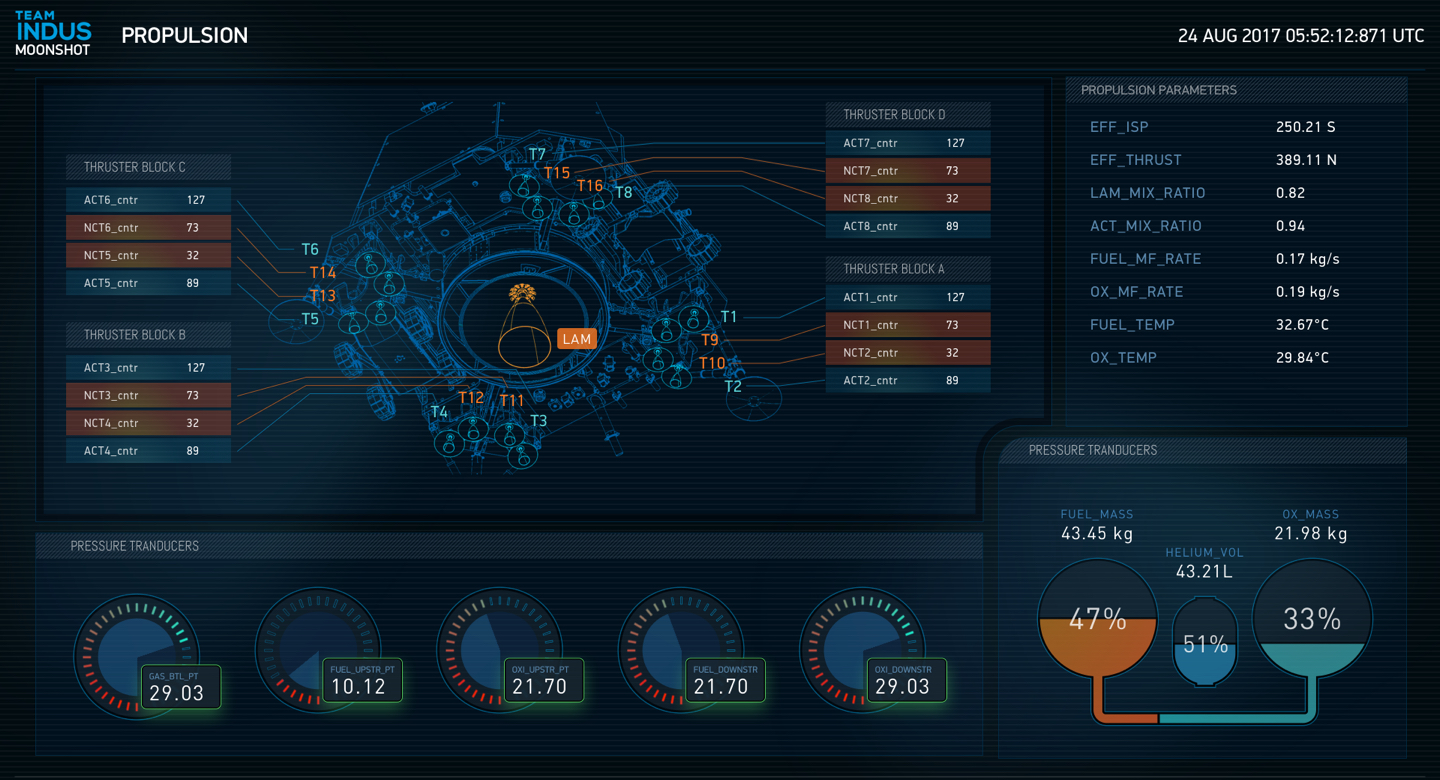 TEAM
INDUS
MOONSHOT
PROPULSION
24 AUG 2017 05:52:12:871 UTC
THRUSTER BLOCK C
ACT6_cntr 127
NCT6_cntr 73
NCT5_cntr 32
ACT5_cntr 89
THRUSTER BLOCK B
ACT3_cntr 127
NCT3_cntr 73
NCT4_cntr 32
ACT4_cntr 89
T6
T14
T13
T5
T7
T15
T16
T8
LAM
T1
T9
T10
T2
T12
T11
T4
T3
THRUSTER BLOCK D
ACT7_cntr 127
NCT7_cntr 73
NCT8_cntr 32
ACT8_cntr 89
THRUSTER BLOCK A
ACT1_cntr 127
NCT1_cntr 73
NCT2_cntr 32
ACT2_cntr 89
PROPULSION PARAMETERS
EFF_ISP 250.21 S
EFF_THRUST 389.11 N
LAM_MIX_RATIO 0.82
ACT_MIX_RATIO 0.94
FUEL_MF_RATE 0.17 kg/s
OX_MF_RATE 0.19 kg/s
FUEL_TEMP 32.67°C
OX_TEMP 29.84°C
PRESSURE TRANDUCERS
GAS_BTL_PT
29.03
FUEL_UPSTR_PT
10.12
OXI_UPSTR_PT
21.70
FUEL_DOWNSTR
21.70
OXI_DOWNSTR
29.03
PRESSURE TRANDUCERS
FUEL_MASS
43.45 kg
HELIUM_VOL
43.21L
OX_MASS
21.98 kg
47%
51%
33%